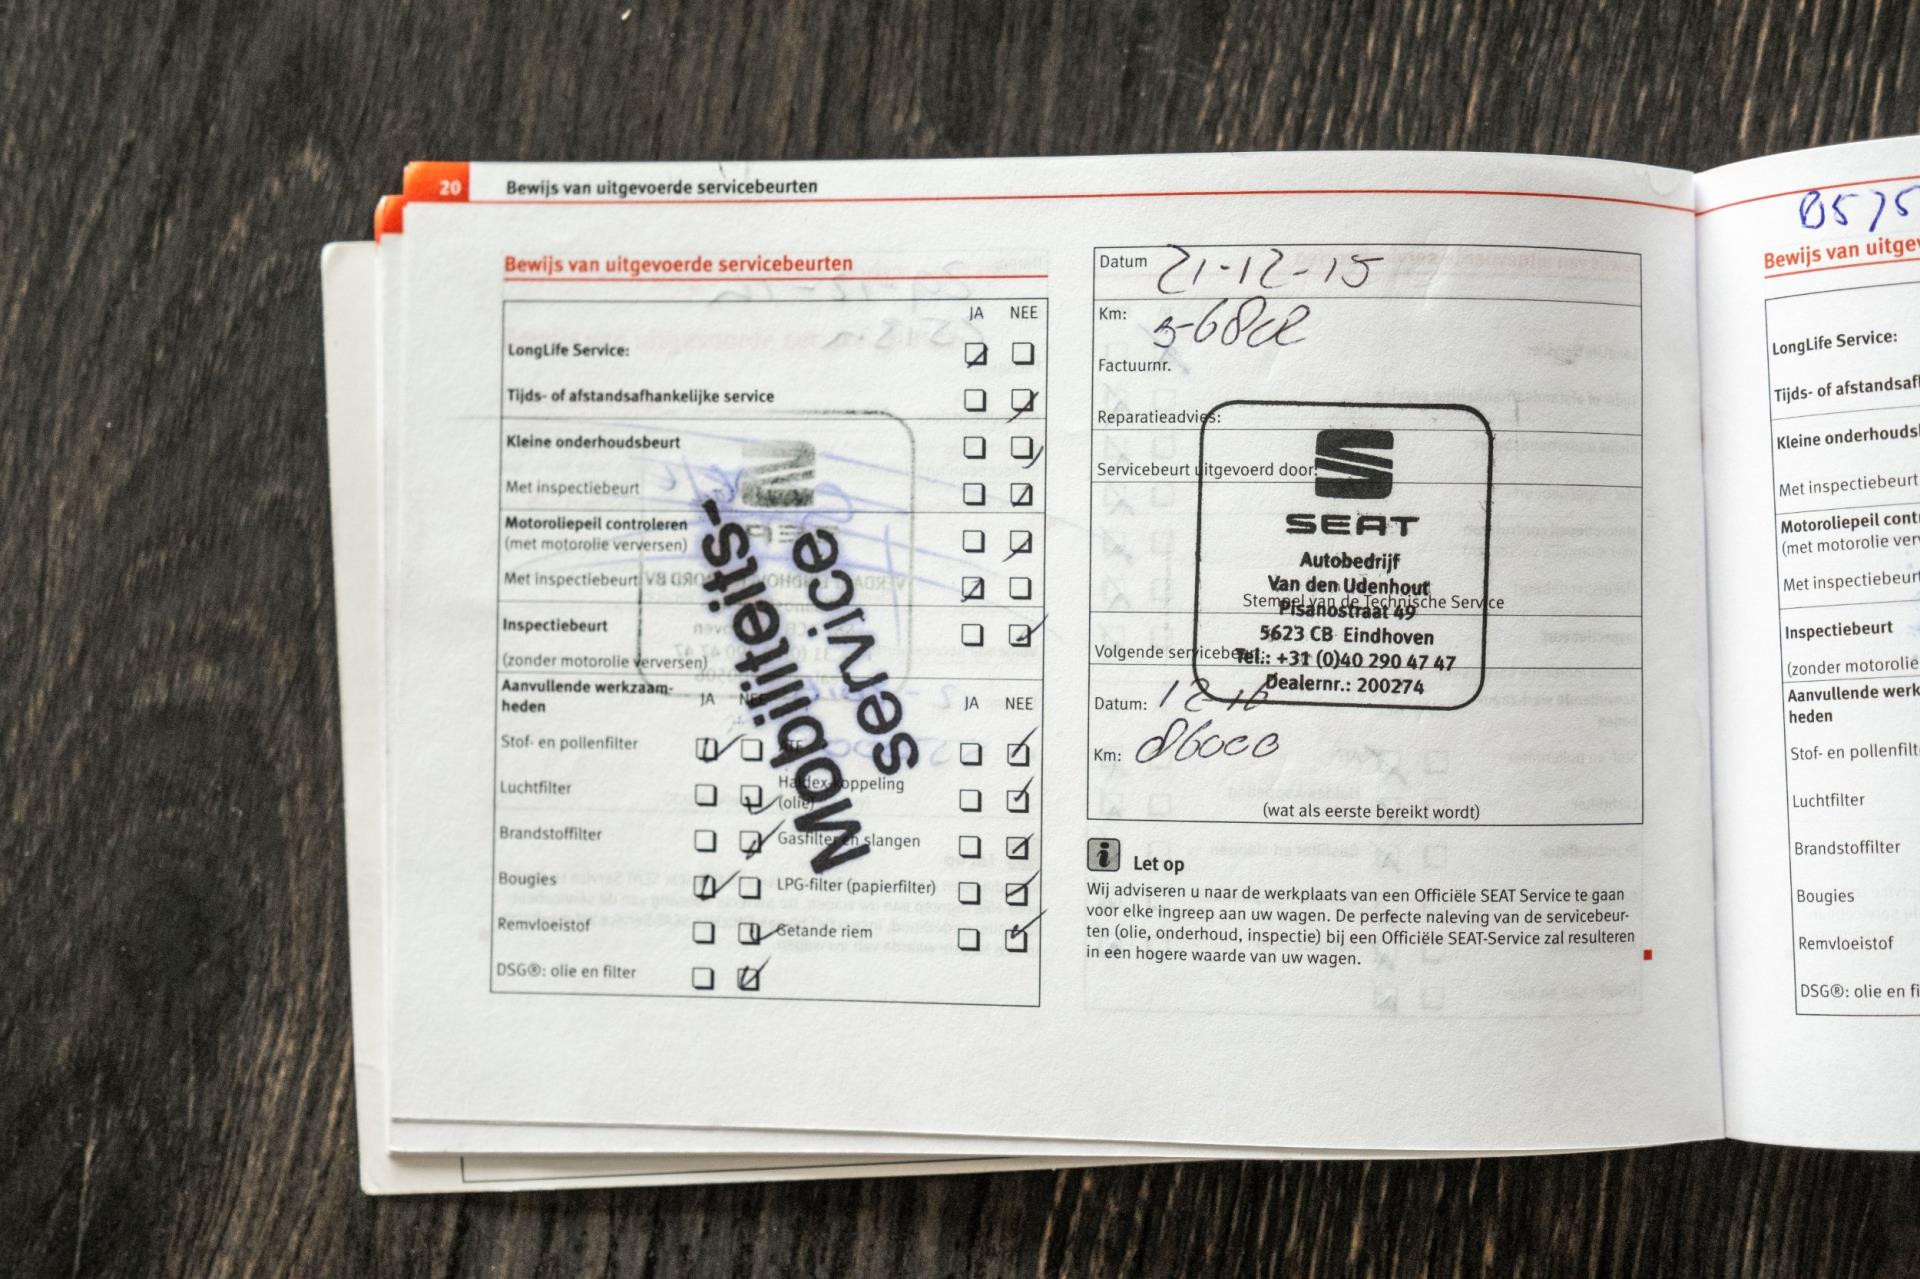 20 Bewijs van uitgevoerde servicebeurten
Bewijs van uitgevoerde servicebeurten
JA NEE
LongLife Service:
Tijds- of afstandsafhankelijke service
Kleine onderhoudsbeurt
Met inspectiebeurt
Motoroliepeil controleren
(met motorolie verversen)
Met inspectiebeurt
Inspectiebeurt
(zonder motorolie verversen)
Aanvullende werkzaam-
heden
JA NEE
JA NEE
Stof- en pollenfilter
Luchtfilter
Haldex-koppeling
(olie)
Brandstoffilter
Gasfilter en slangen
Bougies
LPG-filter (papierfilter)
Remvloeistof
Getande riem
DSG®: olie en filter
Mobiliteits-
service
Datum 21-12-15
Km:
Factuurnr.
Reparatieadvies:
Servicebeurt uitgevoerd door:
SEAT
Autobedrijf
Van den Udenhout
Pisanostraat 49
5623 CB Eindhoven
Tel.: +31 (0)40 290 47 47
Dealernr.: 200274
Stempel van de Technische Service
Volgende servicebeurt:
Datum: 12-16
Km: 86000
(wat als eerste bereikt wordt)
i Let op
Wij adviseren u naar de werkplaats van een Officiële SEAT Service te gaan
voor elke ingreep aan uw wagen. De perfecte naleving van de servicebeur-
ten (olie, onderhoud, inspectie) bij een Officiële SEAT-Service zal resulteren
in een hogere waarde van uw wagen.
0575
Bewijs van uitgev
LongLife Service:
Tijds- of afstandsaf
Kleine onderhouds
Met inspectiebeurt
Motoroliepeil cont
(met motorolie ver
Met inspectiebeurt
Inspectiebeurt
(zonder motorolie
Aanvullende werk
heden
Stof- en pollenfilt
Luchtfilter
Brandstoffilter
Bougies
Remvloeistof
DSG®: olie en fi